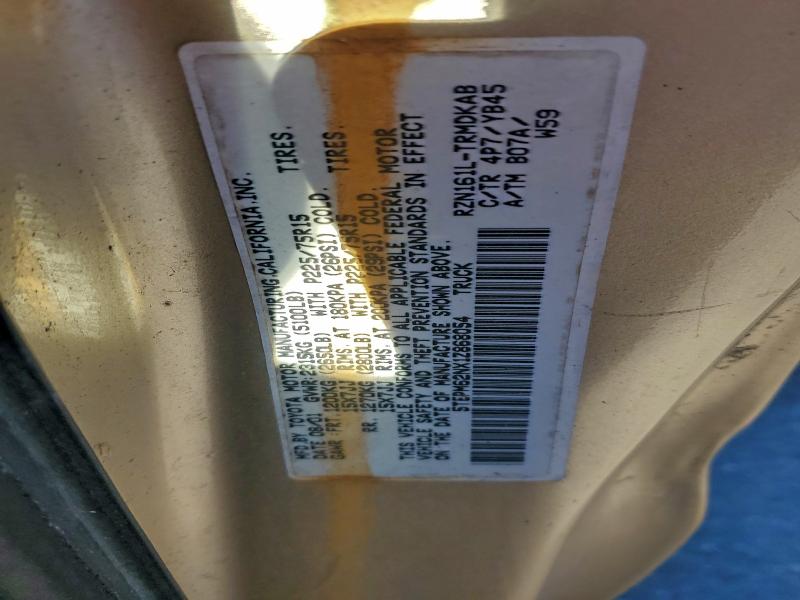 MFD.BY TOYOTA MOTOR MANUFACTURING CALIFORNIA.INC.
DATE 08/01 GVWR:2315KG (5100LB)
GAWR: FRT 1200KG (2650LB) WITH P225/75R15 TIRES.
15X7JJ RIMS AT 180KPA (26PSI) COLD.
RR. 1270KG (2800LB) WITH P225/75R15 TIRES.
15X7JJ RIMS AT 200KPA (29PSI) COLD.
THIS VEHICLE CONFORMS TO ALL APPLICABLE FEDERAL MOTOR
VEHICLE SAFETY AND THEFT PREVENTION STANDARDS IN EFFECT
ON THE DATE OF MANUFACTURE SHOWN ABOVE.
5TEPM62NX1Z868054 TRUCK
RZN161L-TRMDKAB
C/TR 4P7/YB45
A/TM B07A/
W59